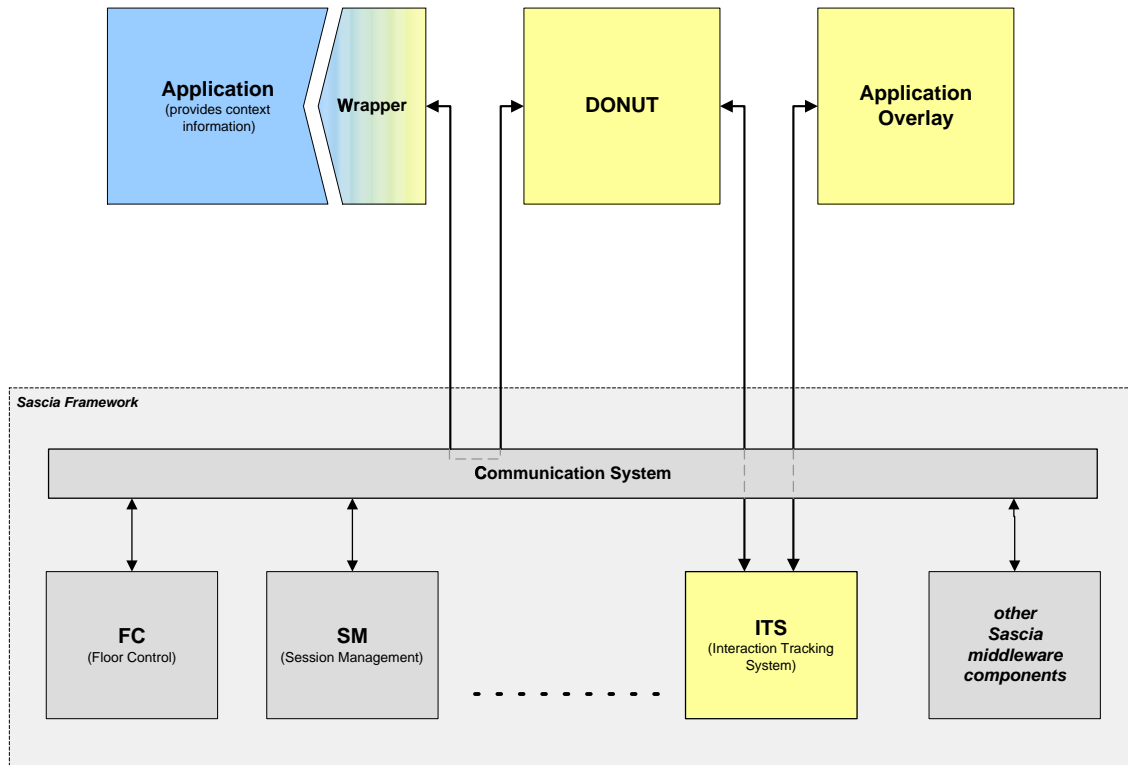 Application
(provides context
information)
Wrapper
DONUT
Application
Overlay
Sascia Framework
Communication System
FC
(Floor Control)
SM
(Session Management)
. . . . . . . . . .
ITS
(Interaction Tracking
System)
other
Sascia
middleware
components